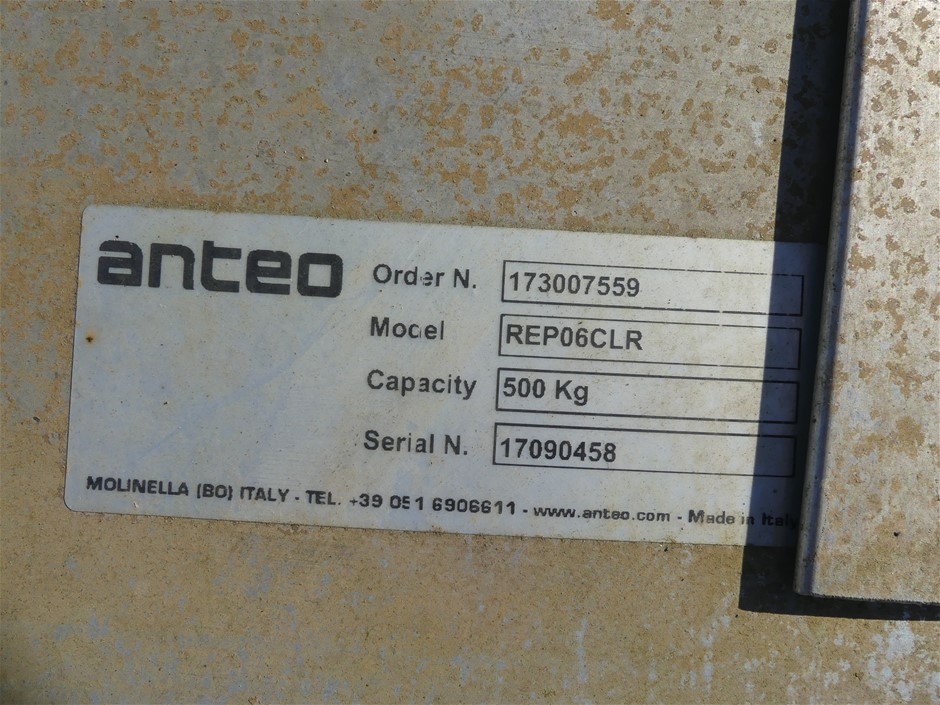 anteo
Order N. 173007559
Model REP06CLR
Capacity 500 Kg
Serial N. 17090458
MOLINELLA (BO) ITALY - TEL. +39 051 6906611 - www.anteo.com - Made in Italy